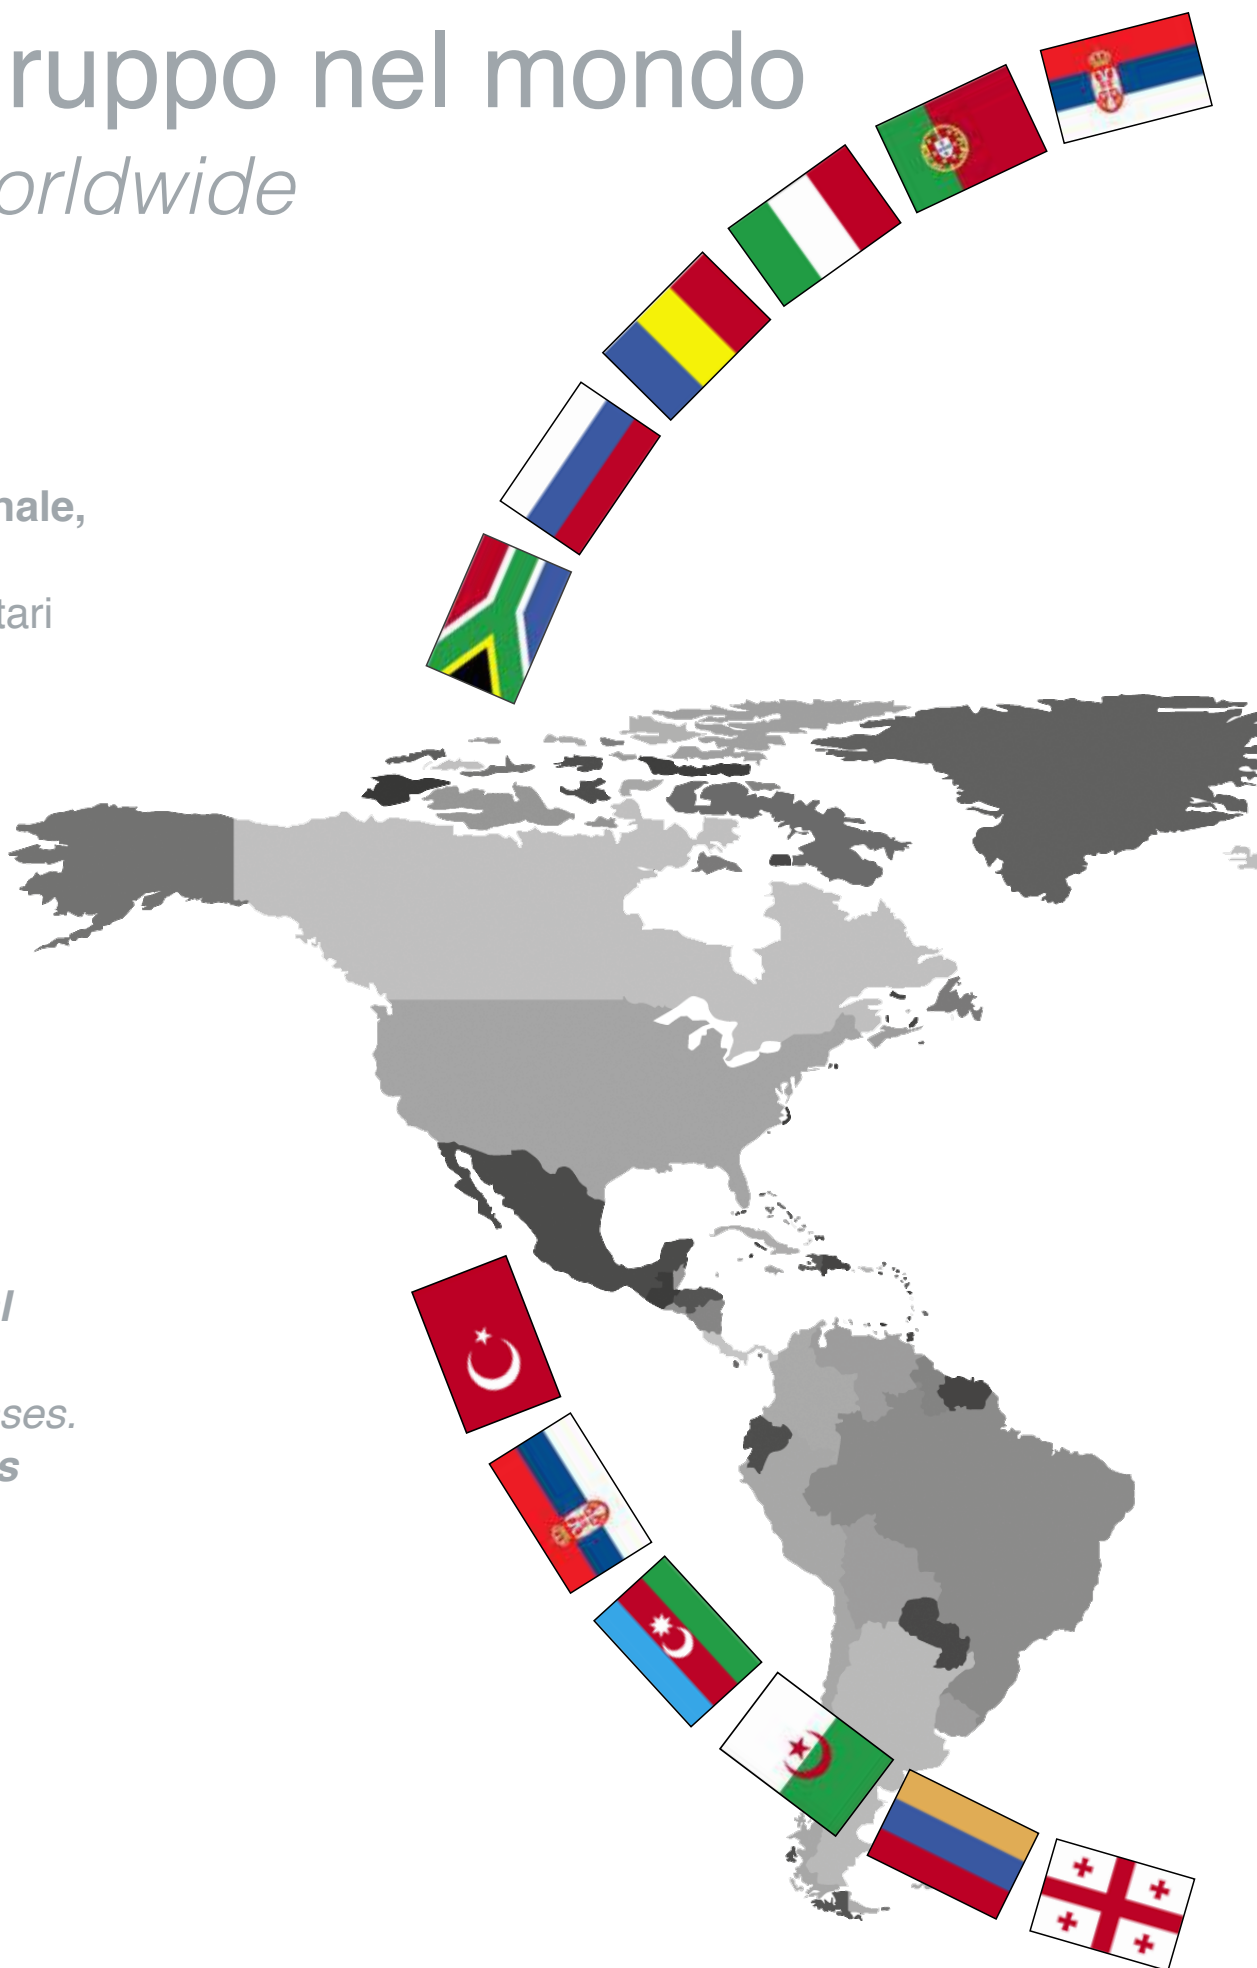 ruppo nel mondo
orldwide
nale,
tari
l
ses.
s